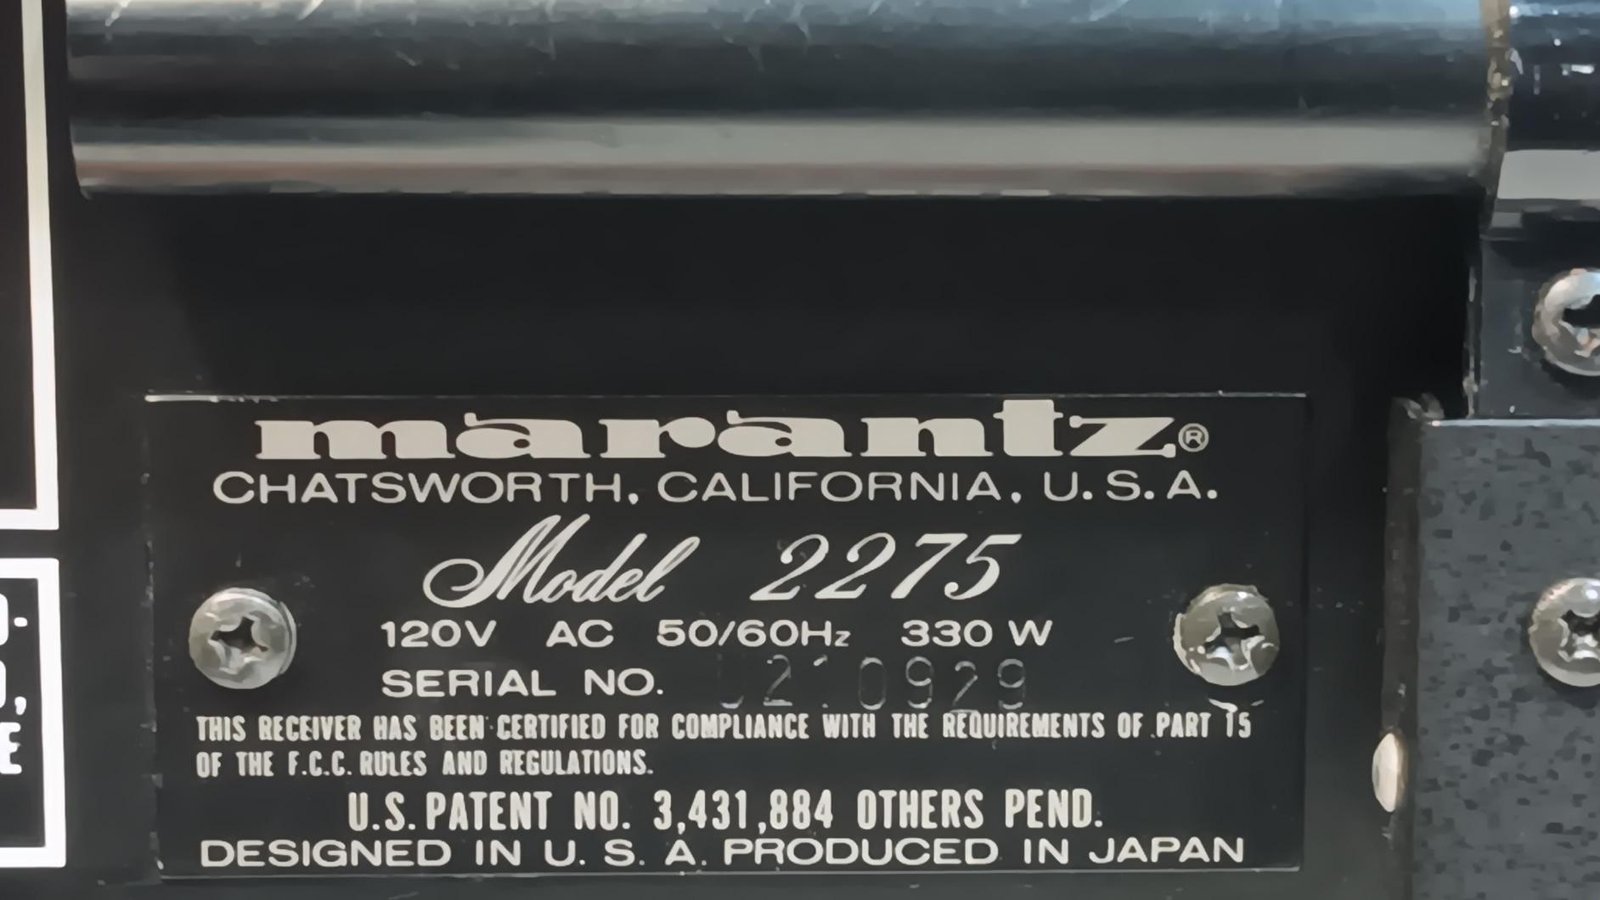 marantz®
CHATSWORTH, CALIFORNIA, U.S.A.
Model 2275
120V AC 50/60Hz 330 W
SERIAL NO.
THIS RECEIVER HAS BEEN CERTIFIED FOR COMPLIANCE WITH THE REQUIREMENTS OF PART 15
OF THE F.C.C. RULES AND REGULATIONS.
U.S. PATENT NO. 3,431,884 OTHERS PEND.
DESIGNED IN U. S. A. PRODUCED IN JAPAN